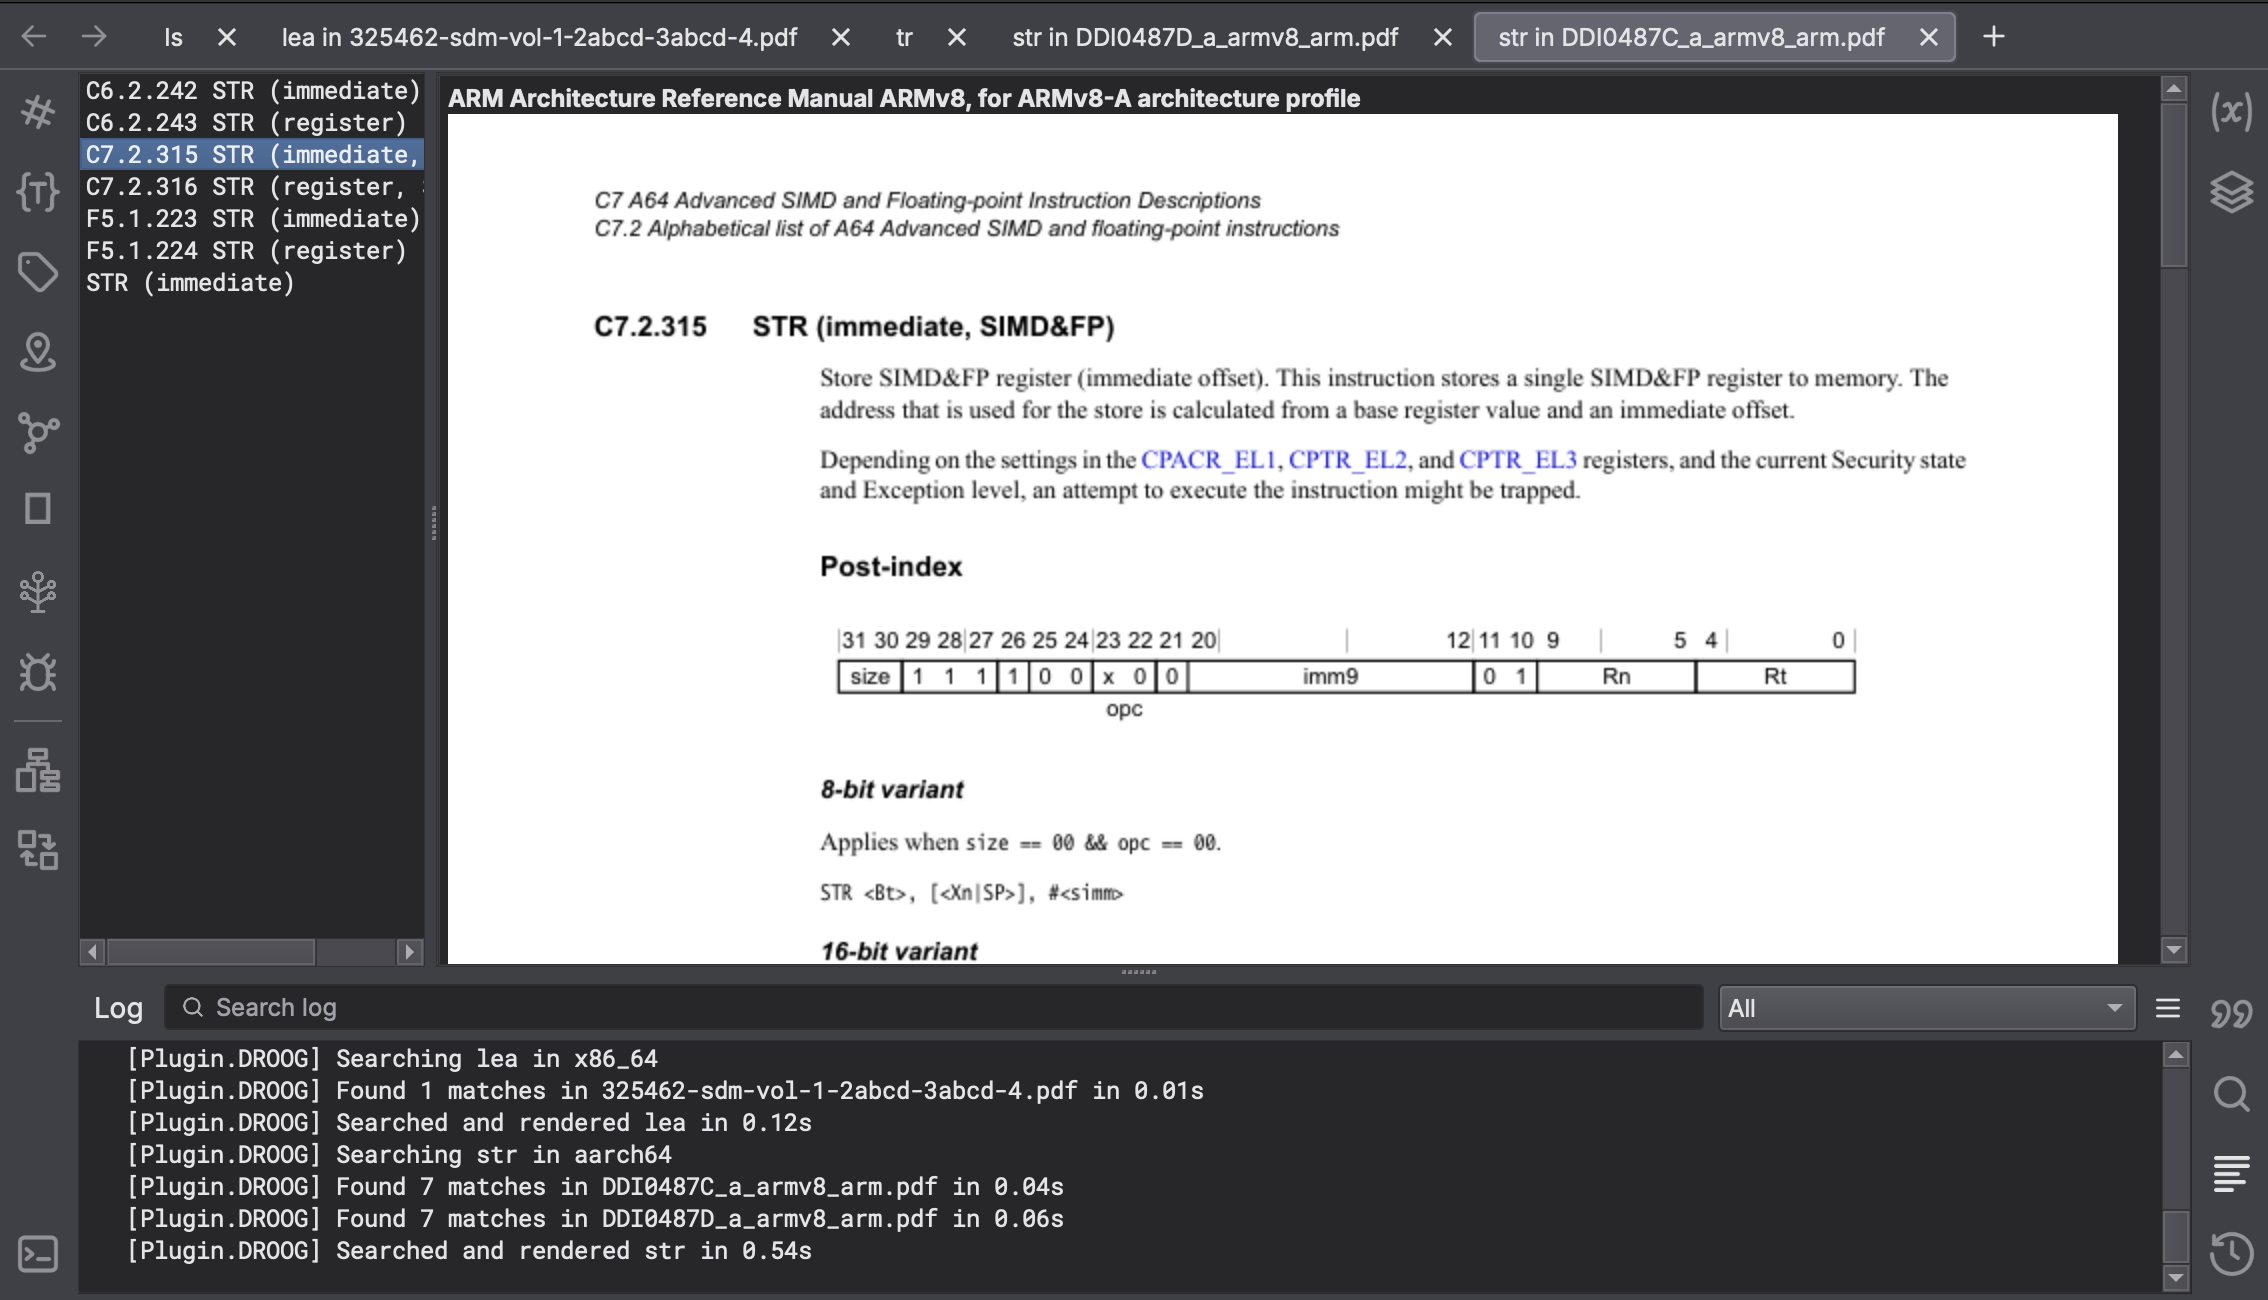 ls
lea in 325462-sdm-vol-1-2abcd-3abcd-4.pdf
tr
str in DDI0487D_a_armv8_arm.pdf
str in DDI0487C_a_armv8_arm.pdf
C6.2.242 STR (immediate)
C6.2.243 STR (register)
C7.2.315 STR (immediate,
C7.2.316 STR (register,
F5.1.223 STR (immediate)
F5.1.224 STR (register)
STR (immediate)
ARM Architecture Reference Manual ARMv8, for ARMv8-A architecture profile
C7 A64 Advanced SIMD and Floating-point Instruction Descriptions
C7.2 Alphabetical list of A64 Advanced SIMD and floating-point instructions
C7.2.315 STR (immediate, SIMD&FP)
Store SIMD&FP register (immediate offset). This instruction stores a single SIMD&FP register to memory. The
address that is used for the store is calculated from a base register value and an immediate offset.
Depending on the settings in the CPACR_EL1, CPTR_EL2, and CPTR_EL3 registers, and the current Security state
and Exception level, an attempt to execute the instruction might be trapped.
Post-index
31 30 29 28 27 26 25 24 23 22 21 20 12 11 10 9 5 4 0
size 1 1 1 1 0 0 x 0 0 imm9 0 1 Rn Rt
opc
8-bit variant
Applies when size == 00 && opc == 00.
STR <Bt>, [<Xn|SP>], #<simm>
16-bit variant
Log
Search log
All
[Plugin.DROOG] Searching lea in x86_64
[Plugin.DROOG] Found 1 matches in 325462-sdm-vol-1-2abcd-3abcd-4.pdf in 0.01s
[Plugin.DROOG] Searched and rendered lea in 0.12s
[Plugin.DROOG] Searching str in aarch64
[Plugin.DROOG] Found 7 matches in DDI0487C_a_armv8_arm.pdf in 0.04s
[Plugin.DROOG] Found 7 matches in DDI0487D_a_armv8_arm.pdf in 0.06s
[Plugin.DROOG] Searched and rendered str in 0.54s